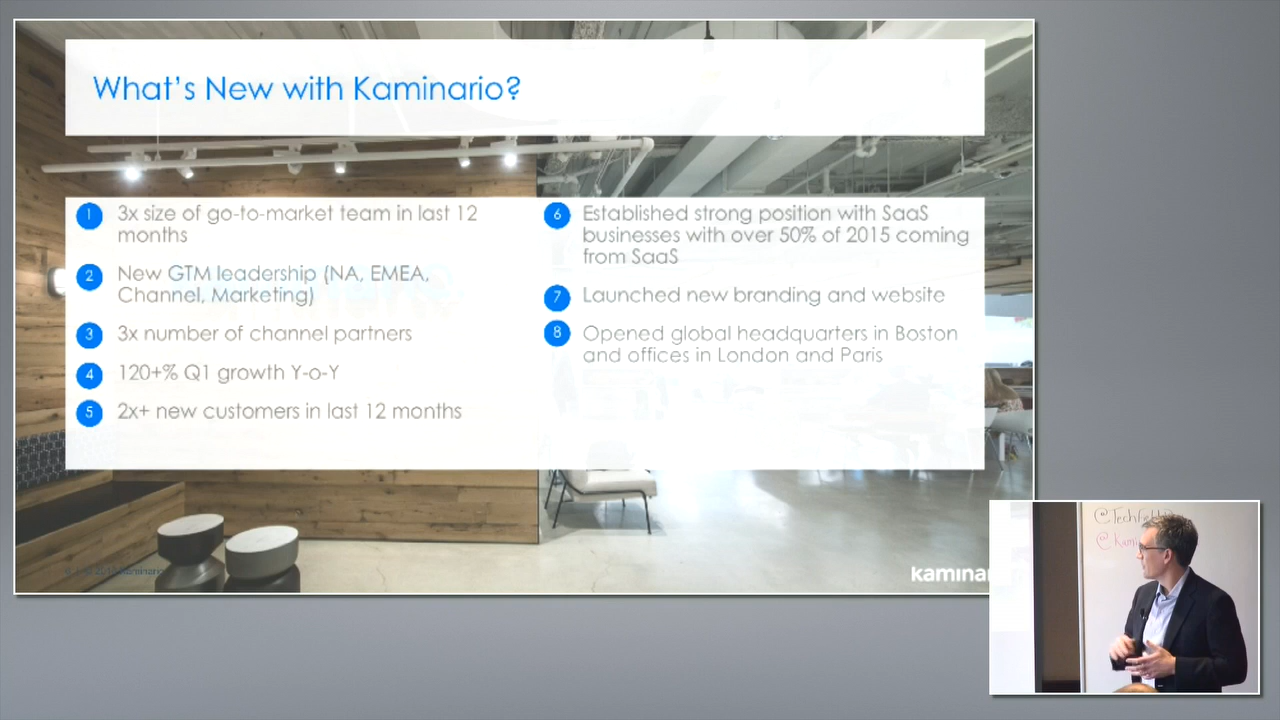 What's New with Kaminario?
1 3x size of go-to-market team in last 12
months
2 New GTM leadership (NA, EMEA,
Channel, Marketing)
3 3x number of channel partners
4 120+% Q1 growth Y-o-Y
5 2x+ new customers in last 12 months
6 Established strong position with SaaS
businesses with over 50% of 2015 coming
from SaaS
7 Launched new branding and website
8 Opened global headquarters in Boston
and offices in London and Paris